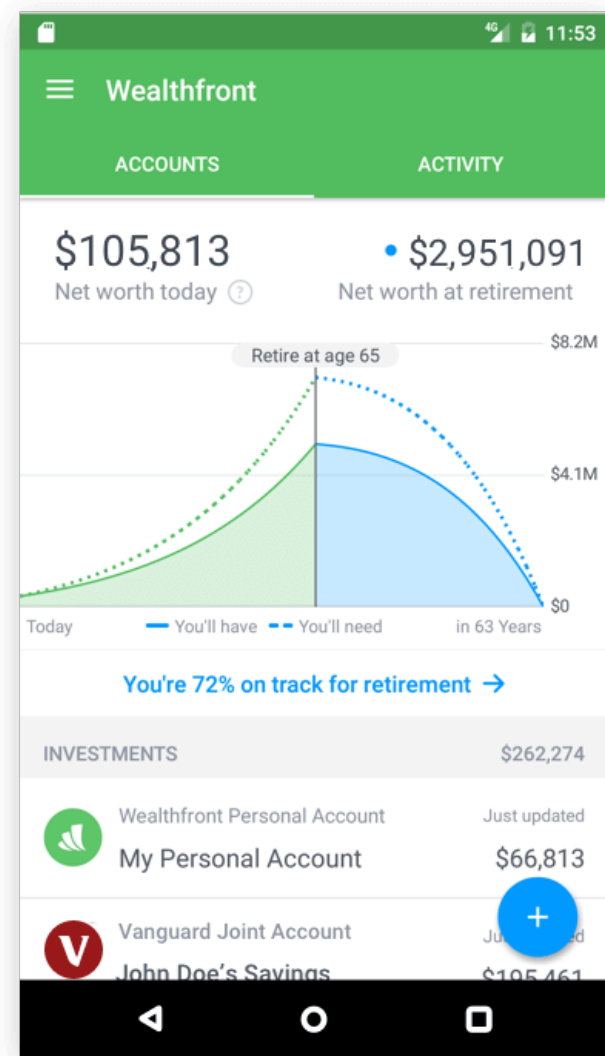 4G 11:53
Wealthfront
ACCOUNTS ACTIVITY
$105,813 $2,951,091
Net worth today ? Net worth at retirement
$8.2M
Retire at age 65
$4.1M
$0
Today You'll have You'll need in 63 Years
You're 72% on track for retirement →
INVESTMENTS $262,274
Wealthfront Personal Account Just updated
My Personal Account $66,813
+
Vanguard Joint Account
V
John Doe's Savings $195,461